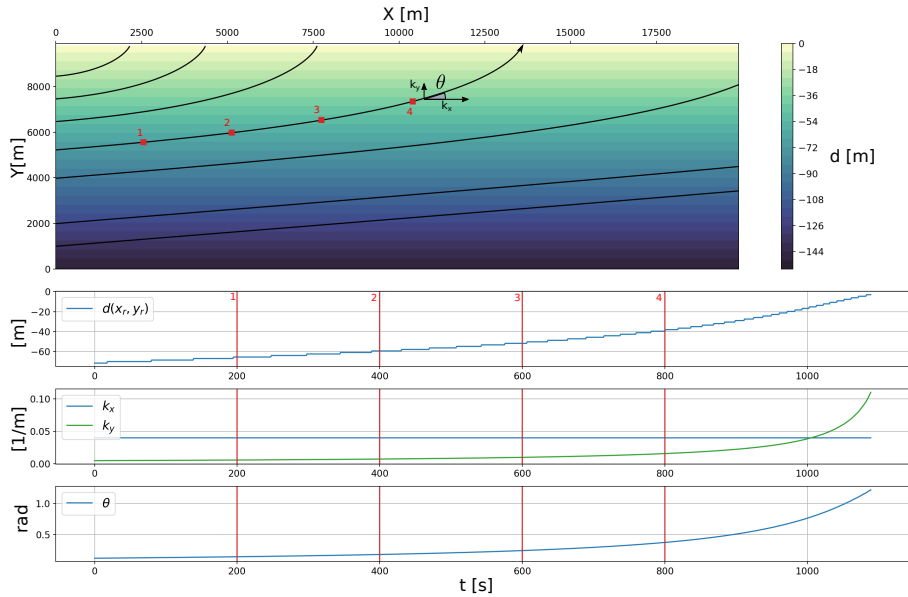 X [m]
0 2500 5000 7500 10000 12500 15000 17500
8000
6000
4000
2000
0
Y[m]
1
2
3
4
k_y
θ
k_x
0
−18
−36
−54
−72
−90
−108
−126
−144
d [m]
0
−20
−40
−60
[m]
d(x_r, y_r)
1 2 3 4
0 200 400 600 800 1000
0.10
0.05
0.00
[1/m]
k_x
k_y
0 200 400 600 800 1000
1.0
0.5
rad
θ
0 200 400 600 800 1000
t [s]